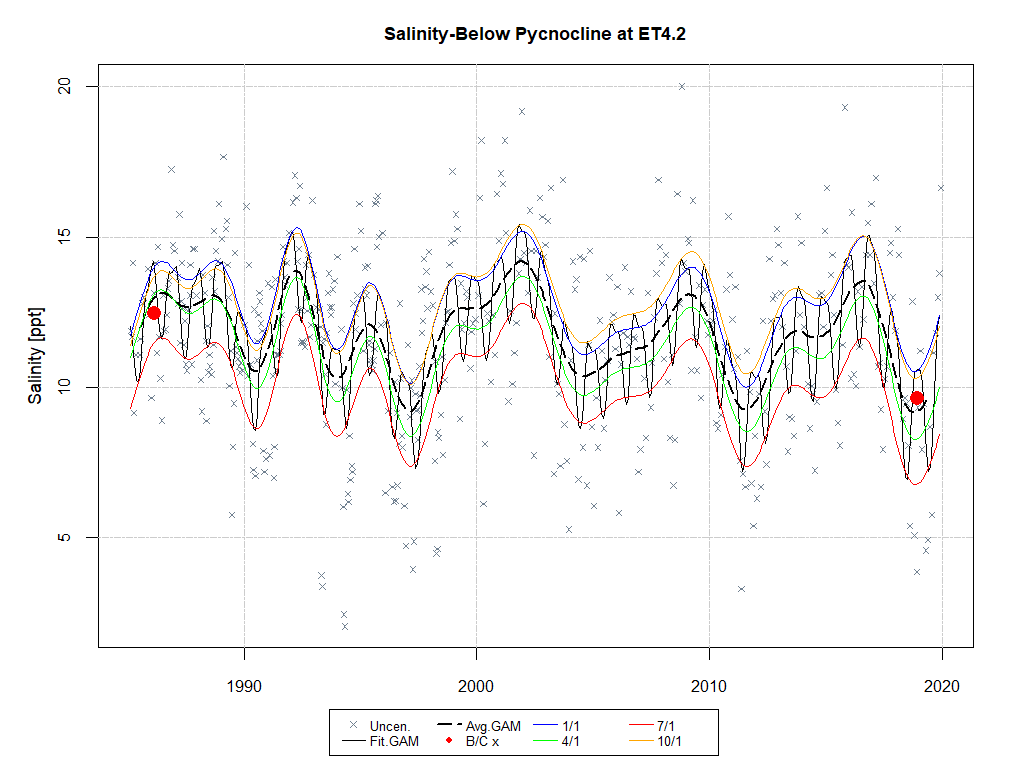 Salinity-Below Pycnocline at ET4.2
Salinity [ppt]
20
15
10
5
1990 2000 2010 2020
Uncen. Avg.GAM 1/1 7/1
Fit.GAM B/C x 4/1 10/1